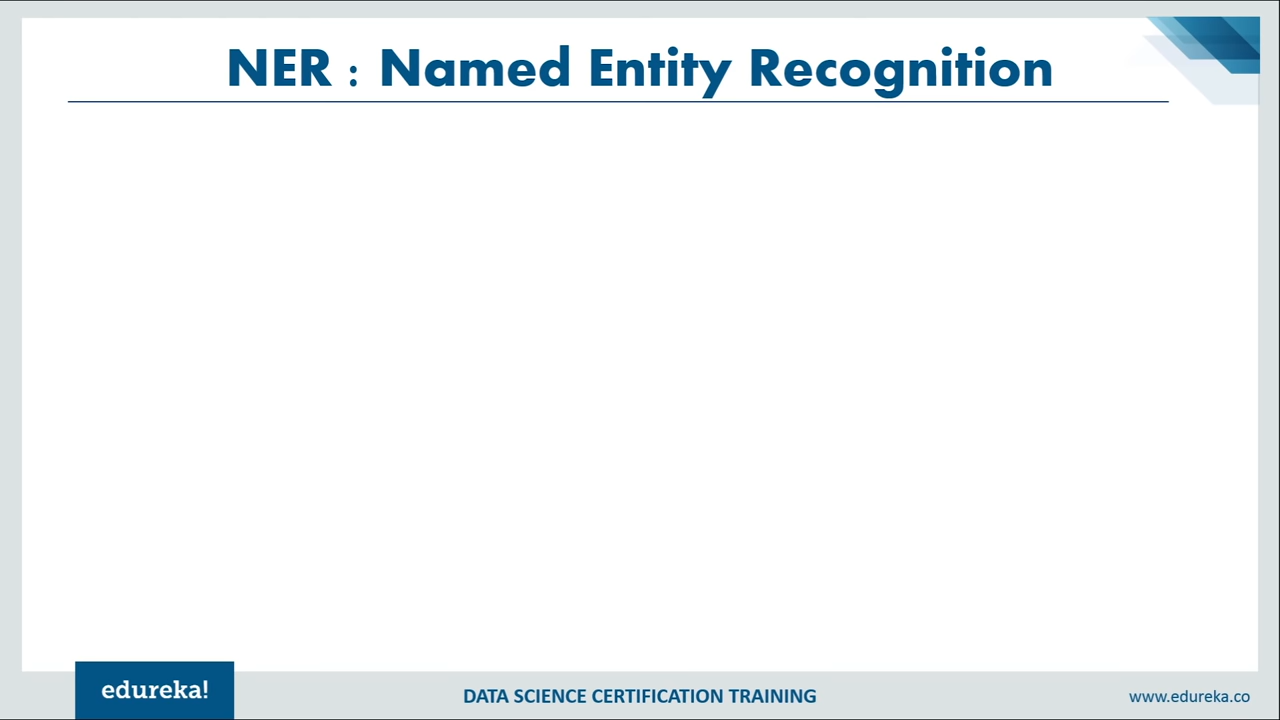 NER : Named Entity Recognition
edureka!
DATA SCIENCE CERTIFICATION TRAINING
www.edureka.co